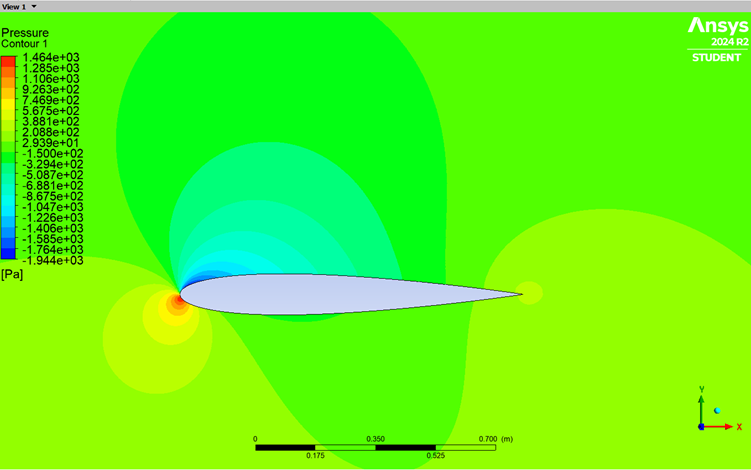 View 1
Pressure
Contour 1
1.464e+03
1.285e+03
1.106e+03
9.263e+02
7.469e+02
5.675e+02
3.881e+02
2.088e+02
2.939e+01
-1.500e+02
-3.294e+02
-5.087e+02
-6.881e+02
-8.675e+02
-1.047e+03
-1.226e+03
-1.406e+03
-1.585e+03
-1.764e+03
-1.944e+03
[Pa]
Ansys
2024 R2
STUDENT
0 0.350 0.700 (m)
0.175 0.525
Y
X